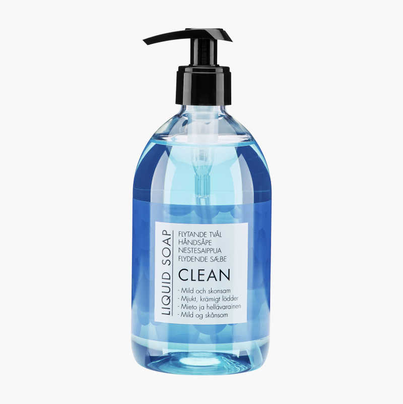 LIQUID SOAP
FLYTANDE TVÅL
HÅNDSÅPE
NESTESAIPPUA
FLYDENDE SÆBE
CLEAN
- Mild och skonsam
- Mjukt, krämigt lödder
- Mieto ja hellävarainen
- Mild og skånsom